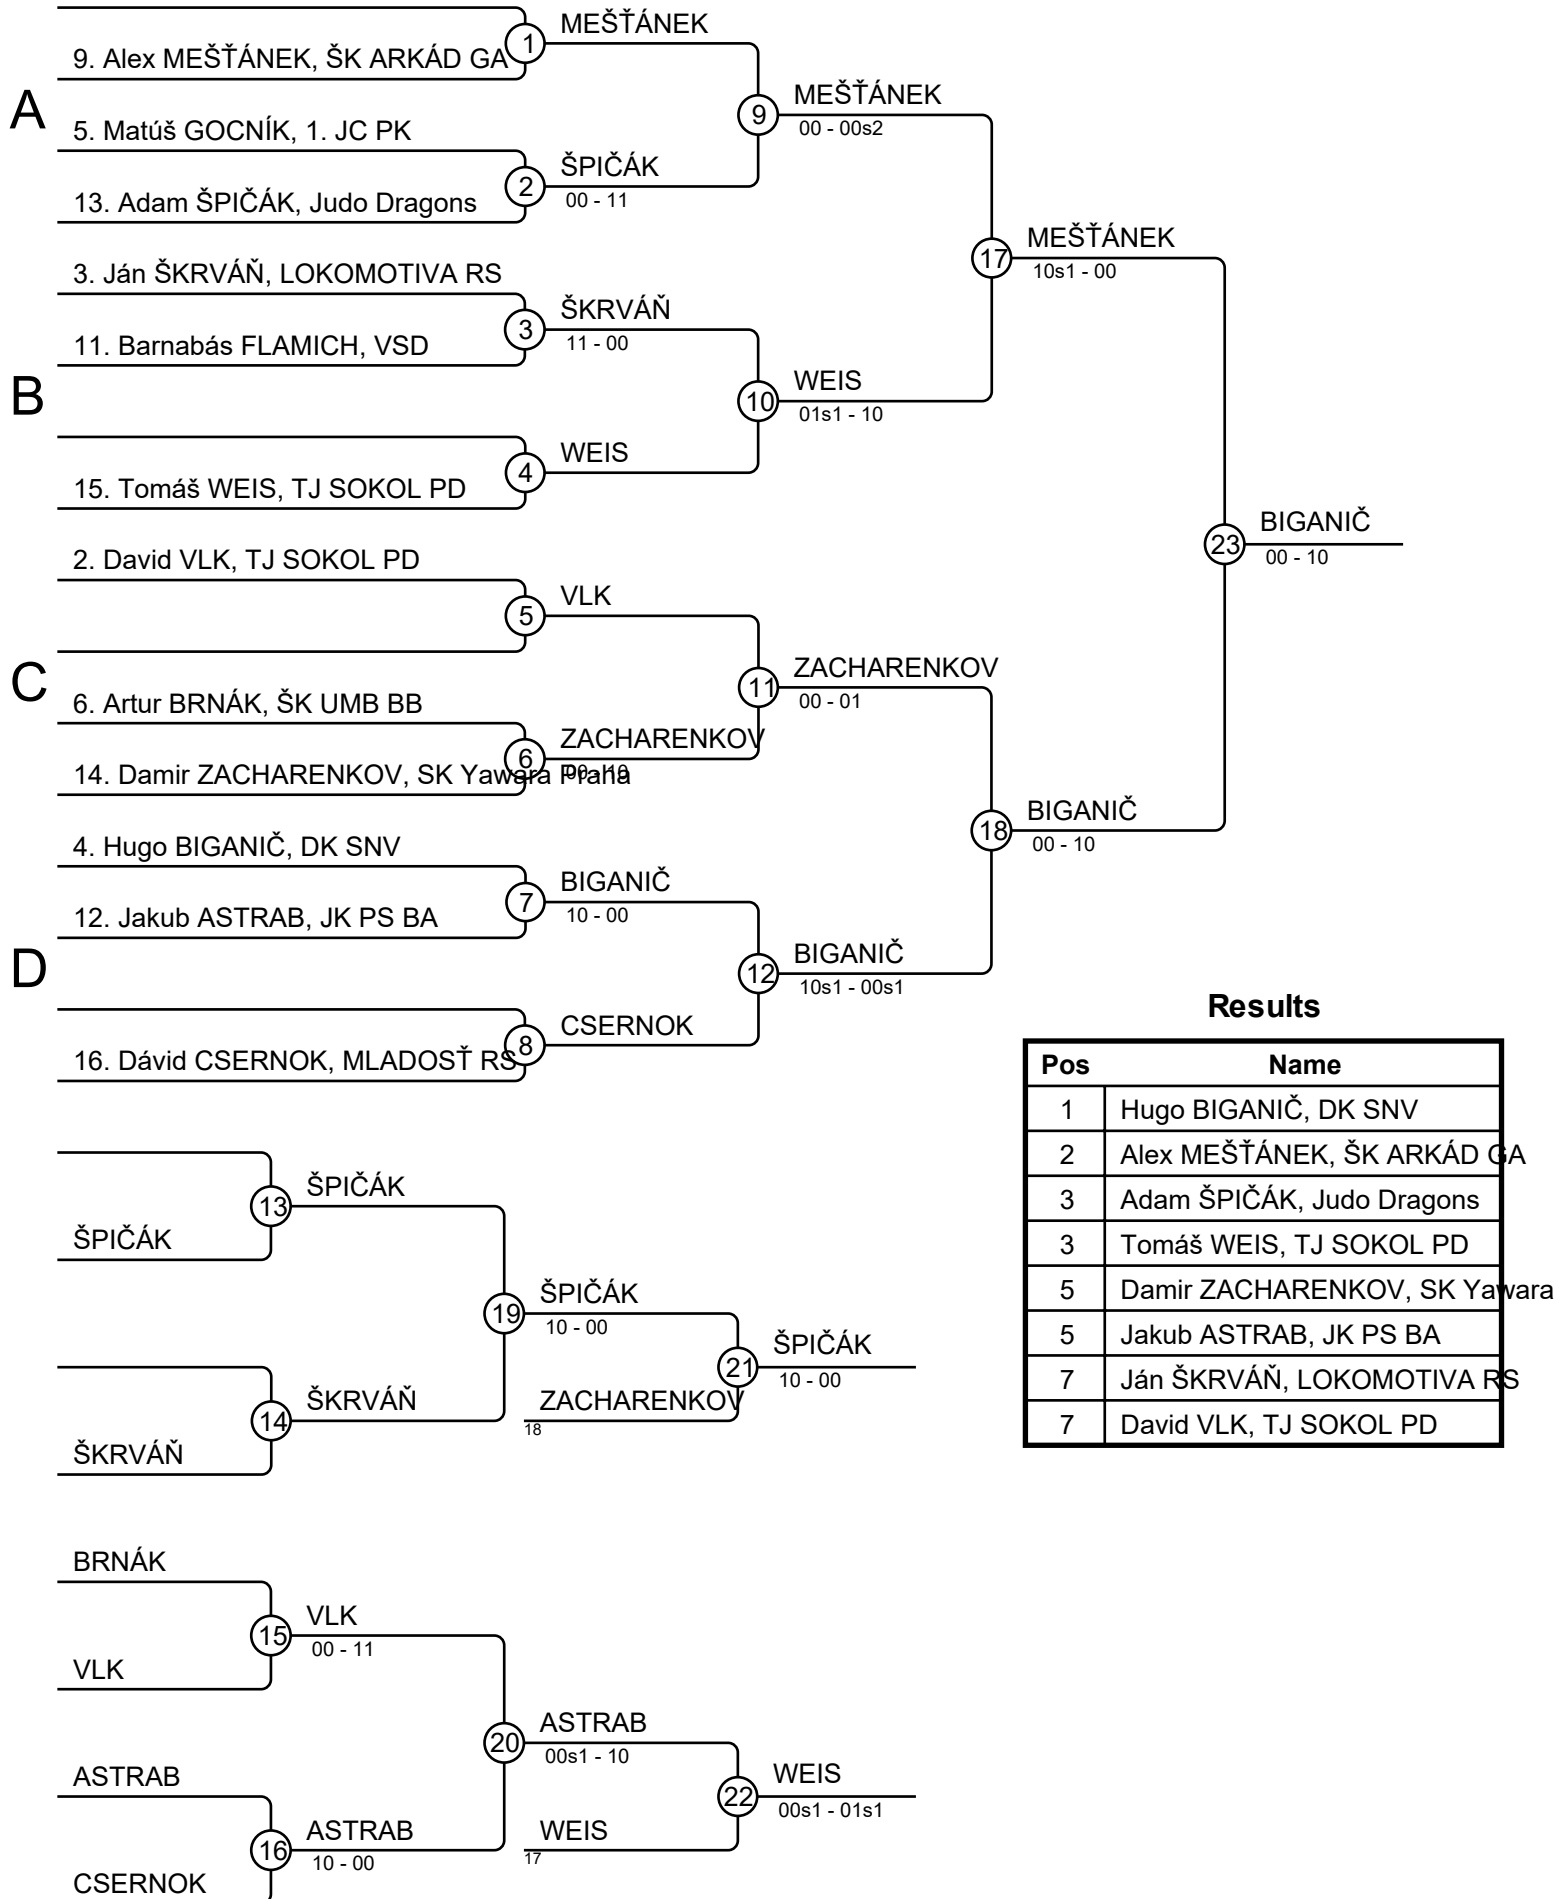 MEŠŤÁNEK
1
9. Alex MEŠŤÁNEK, ŠK ARKÁD GA
A
MEŠŤÁNEK
9
00 - 00s2
5. Matúš GOCNÍK, 1. JC PK
ŠPIČÁK
2
00 - 11
13. Adam ŠPIČÁK, Judo Dragons
MEŠŤÁNEK
17
10s1 - 00
3. Ján ŠKRVÁŇ, LOKOMOTIVA RS
ŠKRVÁŇ
3
11 - 00
11. Barnabás FLAMICH, VSD
B
WEIS
10
01s1 - 10
WEIS
4
15. Tomáš WEIS, TJ SOKOL PD
BIGANIČ
23
00 - 10
2. David VLK, TJ SOKOL PD
VLK
5
C
ZACHARENKOV
11
00 - 01
6. Artur BRNÁK, ŠK UMB BB
ZACHARENKOV
6
00 - 10
14. Damir ZACHARENKOV, SK Yawara Praha
BIGANIČ
18
00 - 10
4. Hugo BIGANIČ, DK SNV
BIGANIČ
7
10 - 00
12. Jakub ASTRAB, JK PS BA
D
BIGANIČ
12
10s1 - 00s1
CSERNOK
8
16. Dávid CSERNOK, MLADOSŤ RS
Results
Pos Name
1 Hugo BIGANIČ, DK SNV
2 Alex MEŠŤÁNEK, ŠK ARKÁD GA
3 Adam ŠPIČÁK, Judo Dragons
3 Tomáš WEIS, TJ SOKOL PD
5 Damir ZACHARENKOV, SK Yawara
5 Jakub ASTRAB, JK PS BA
7 Ján ŠKRVÁŇ, LOKOMOTIVA RS
7 David VLK, TJ SOKOL PD
ŠPIČÁK
13
ŠPIČÁK
ŠPIČÁK
19
10 - 00
ŠPIČÁK
21
10 - 00
ZACHARENKOV
18
ŠKRVÁŇ
14
ŠKRVÁŇ
BRNÁK
VLK
15
00 - 11
VLK
ASTRAB
20
00s1 - 10
WEIS
22
00s1 - 01s1
ASTRAB
ASTRAB
16
10 - 00
WEIS
17
CSERNOK